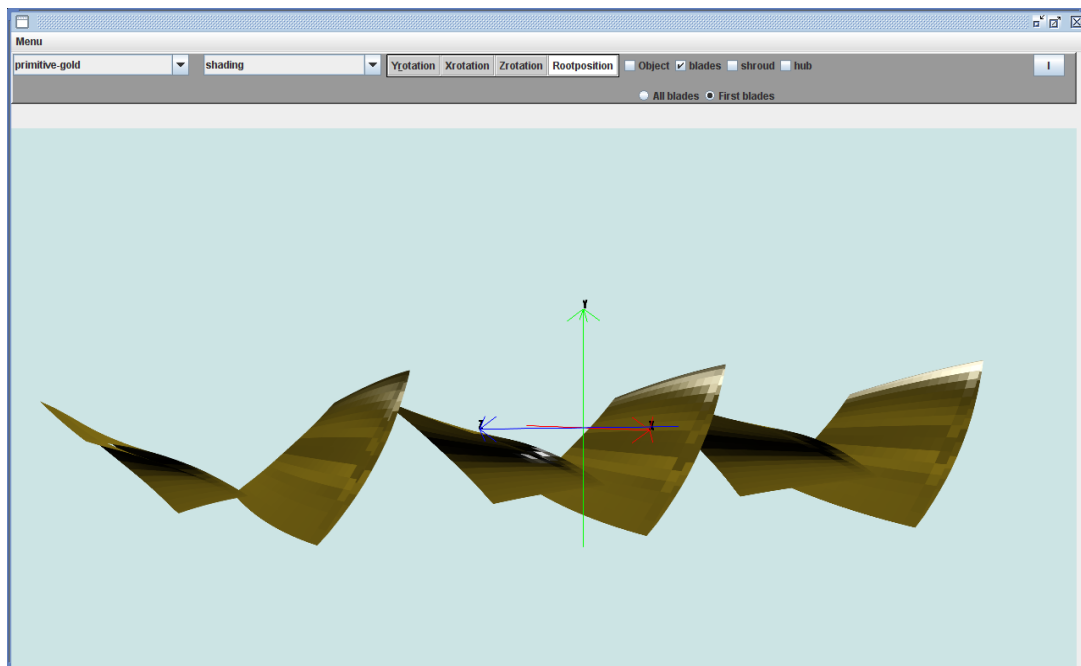 Menu
primitive-gold shading Yrotation Xrotation Zrotation Rootposition Object blades shroud hub I
All blades First blades
Y
Z